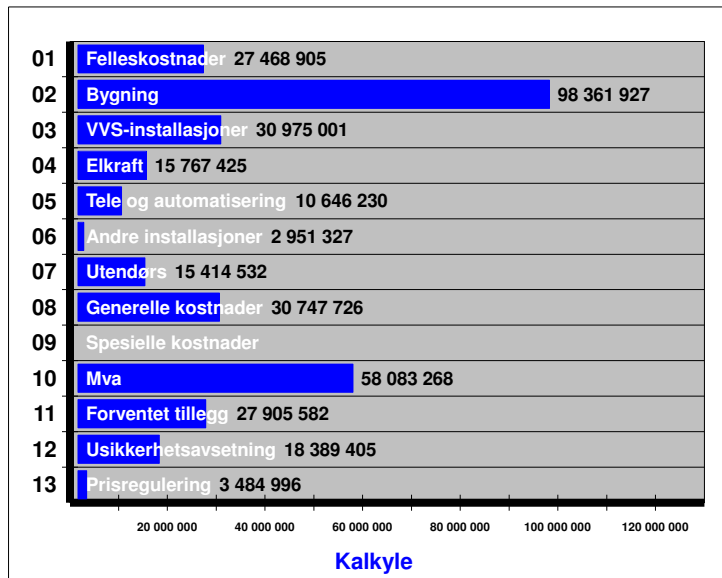 01 Felleskostnader 27 468 905
02 Bygning 98 361 927
03 VVS-installasjoner 30 975 001
04 Elkraft 15 767 425
05 Tele og automatisering 10 646 230
06 Andre installasjoner 2 951 327
07 Utendørs 15 414 532
08 Generelle kostnader 30 747 726
09 Spesielle kostnader
10 Mva 58 083 268
11 Forventet tillegg 27 905 582
12 Usikkerhetsavsetning 18 389 405
13 Prisregulering 3 484 996
20 000 000 40 000 000 60 000 000 80 000 000 100 000 000 120 000 000
Kalkyle